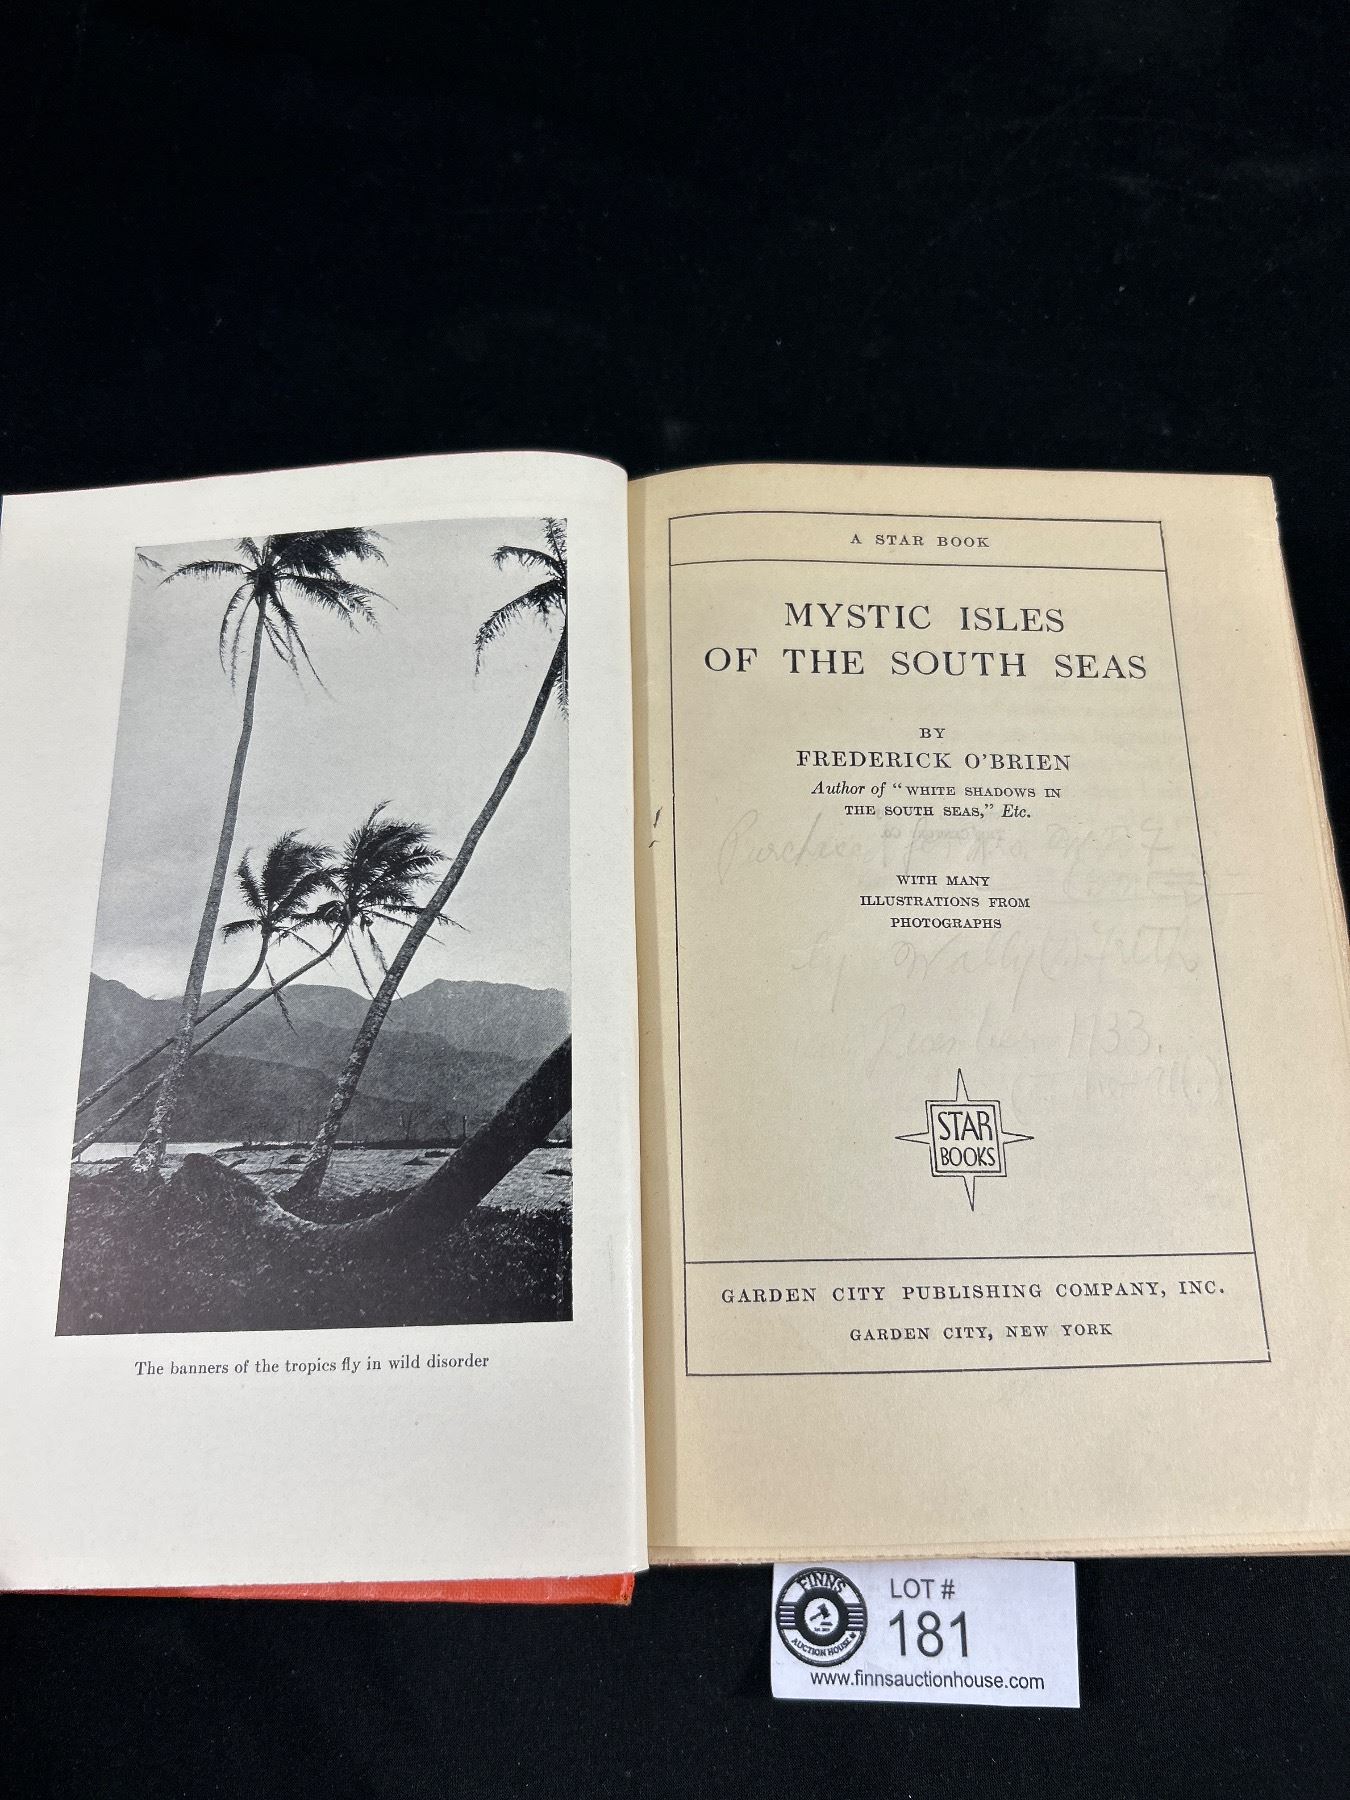 The banners of the tropics fly in wild disorder
A STAR BOOK
MYSTIC ISLES
OF THE SOUTH SEAS
BY
FREDERICK O'BRIEN
Author of "WHITE SHADOWS IN
THE SOUTH SEAS," Etc.
WITH MANY
ILLUSTRATIONS FROM
PHOTOGRAPHS
STAR
BOOKS
GARDEN CITY PUBLISHING COMPANY, INC.
GARDEN CITY, NEW YORK
FINNS
AUCTION HOUSE
LOT #
181
www.finnsauctionhouse.com